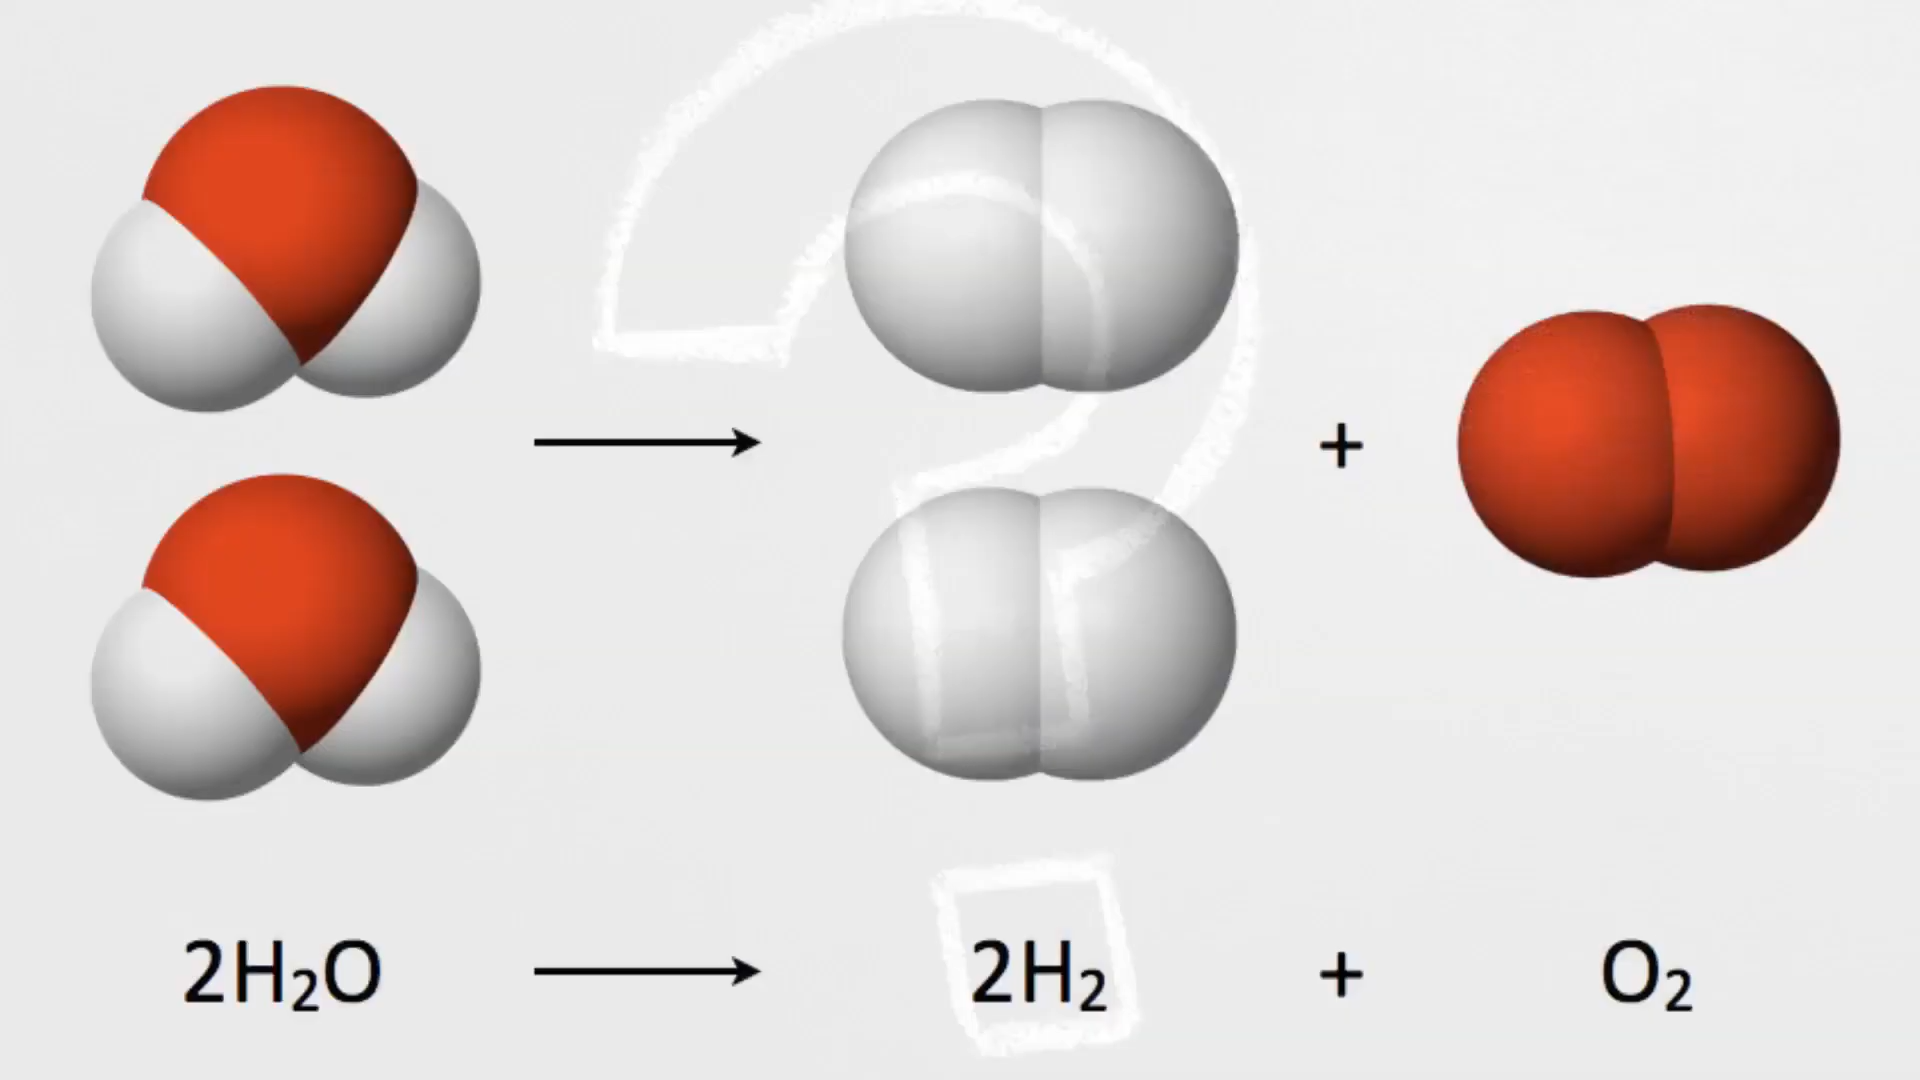 +
2H₂O → 2H₂ + O₂